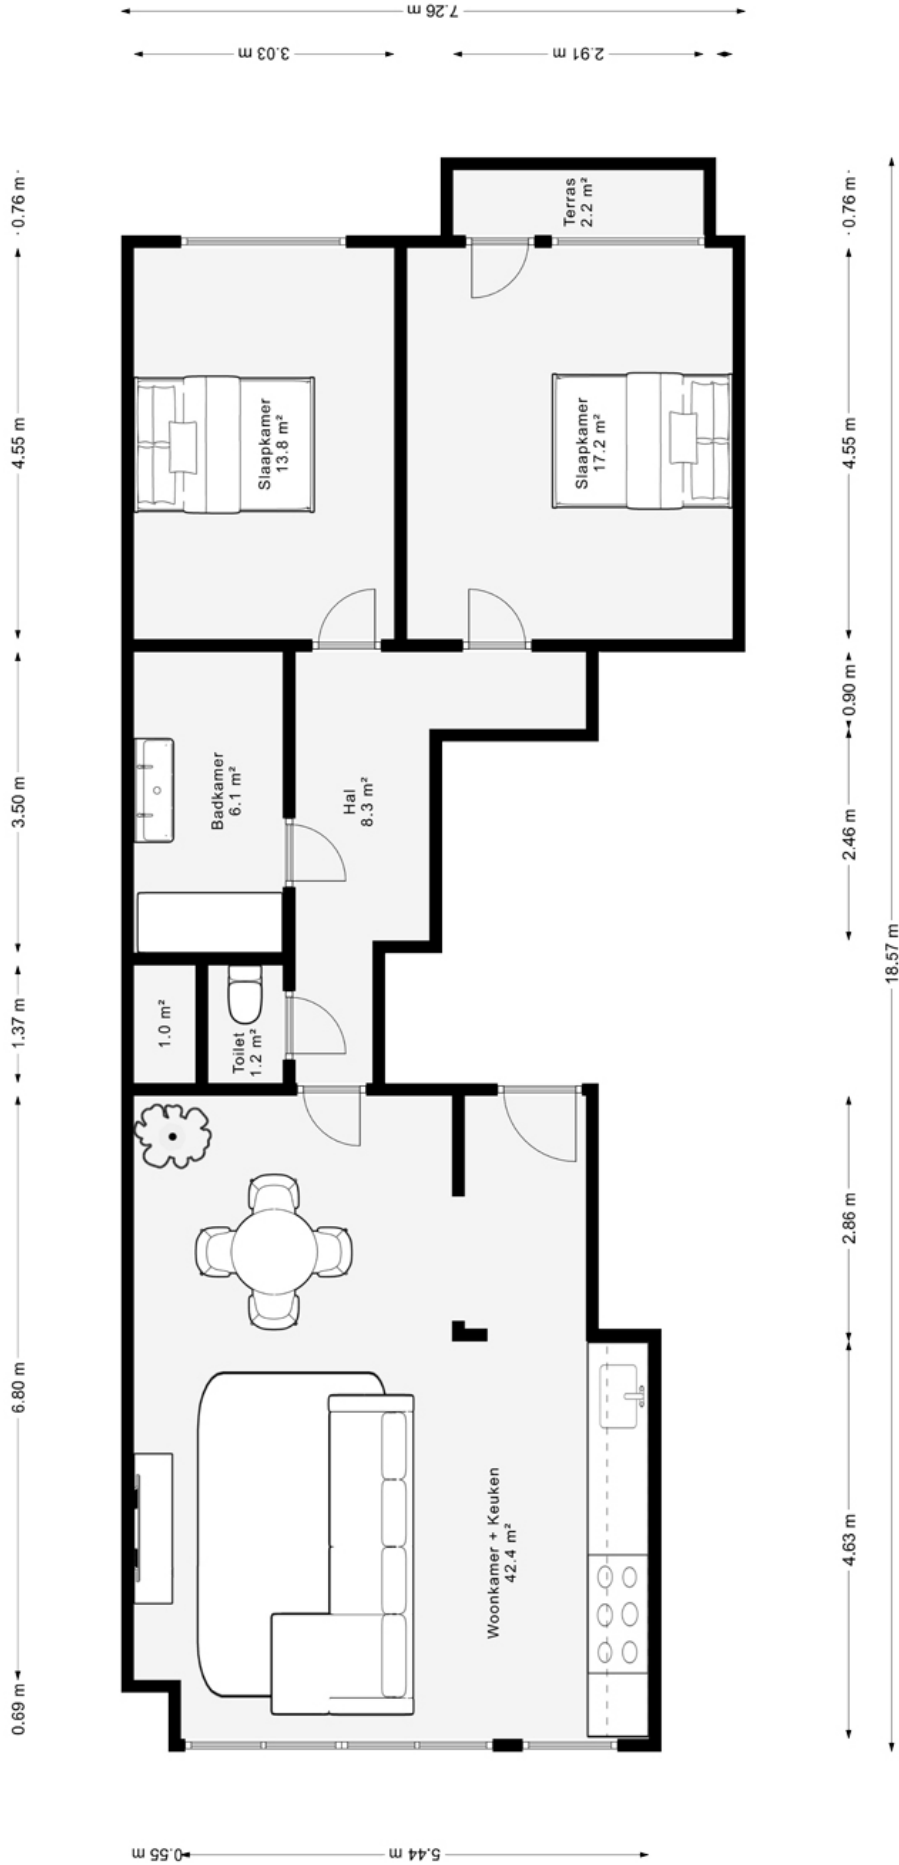 7.26 m
3.03 m
2.91 m
0.76 m
0.76 m
Terras
2.2 m²
4.55 m
Slaapkamer
13.8 m²
Slaapkamer
17.2 m²
4.55 m
0.90 m
3.50 m
Badkamer
6.1 m²
Hal
8.3 m²
2.46 m
18.57 m
1.37 m
1.0 m²
Toilet
1.2 m²
2.86 m
6.80 m
Woonkamer + Keuken
42.4 m²
4.63 m
0.69 m
0.55 m
5.44 m